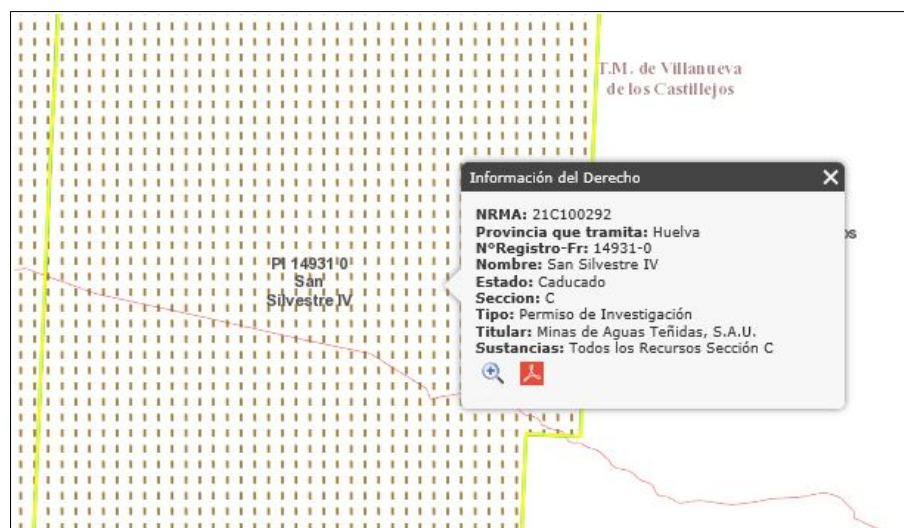 T.M. de Villanueva
de los Castillejos
Información del Derecho
NRMA: 21C100292
Provincia que tramita: Huelva
NºRegistro-Fr: 14931-0
Nombre: San Silvestre IV
Estado: Caducado
Seccion: C
Tipo: Permiso de Investigación
Titular: Minas de Aguas Teñidas, S.A.U.
Sustancias: Todos los Recursos Sección C
PI 14931 0
San
Silvestre IV